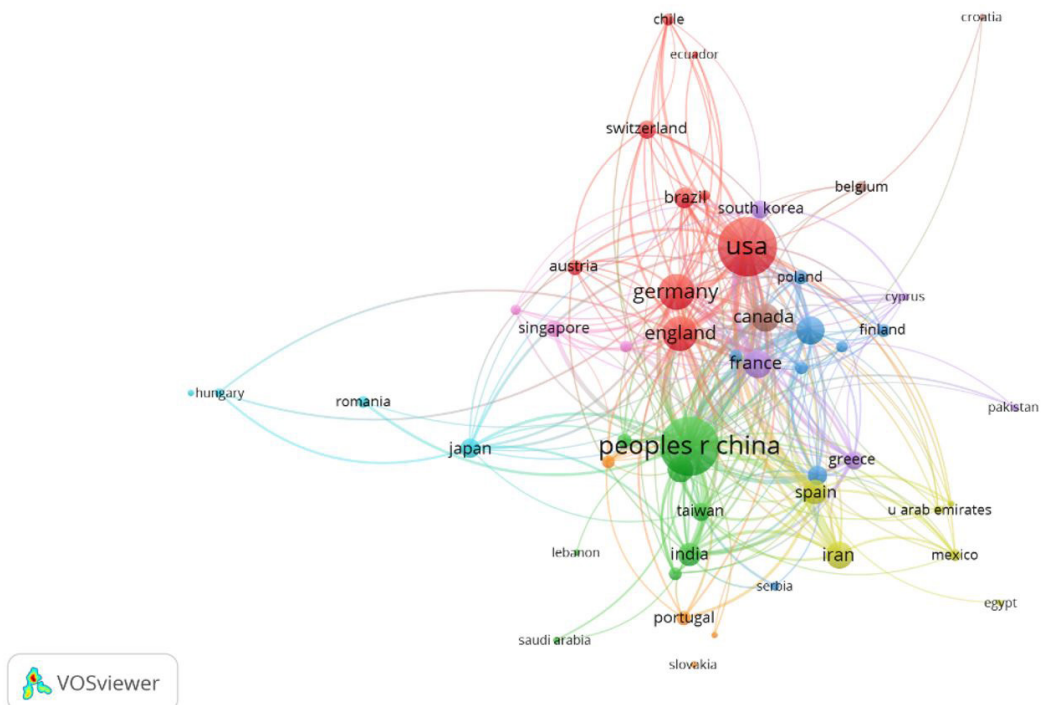 chile
croatia
ecuador
switzerland
belgium
brazil
south korea
usa
austria
poland
germany
cyprus
canada
singapore
england
finland
france
hungary
romania
pakistan
peoples r china
japan
greece
spain
taiwan
u arab emirates
lebanon
india
iran
mexico
serbia
egypt
portugal
saudi arabia
slovakia
VOSviewer